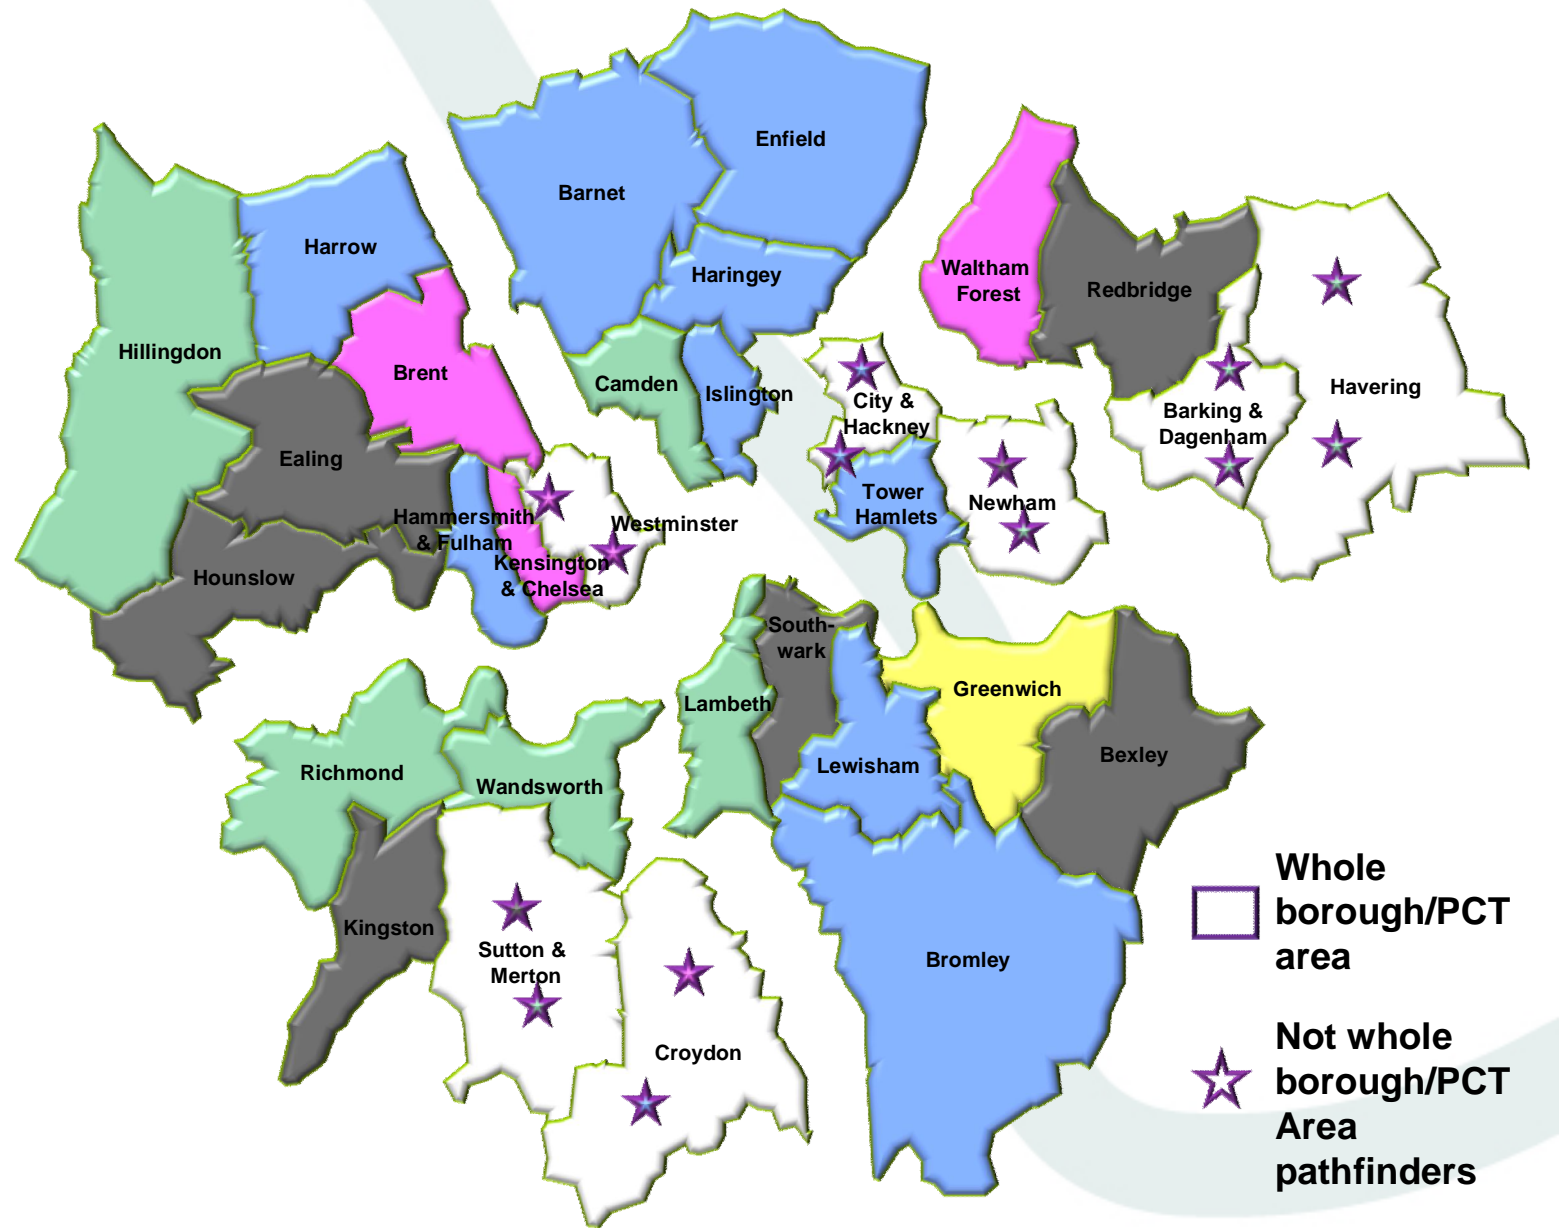 Enfield
Barnet
Harrow
Haringey
Waltham
Forest
Redbridge
Hillingdon
Brent
Camden
Islington
City &
Hackney
Havering
Barking &
Dagenham
Ealing
Tower
Hamlets
Newham
Hammersmith
& Fulham
Westminster
Kensington
& Chelsea
Hounslow
South-
wark
Greenwich
Lambeth
Richmond
Wandsworth
Lewisham
Bexley
Kingston
Sutton &
Merton
Bromley
Croydon
Whole
borough/PCT
area
Not whole
borough/PCT
Area
pathfinders